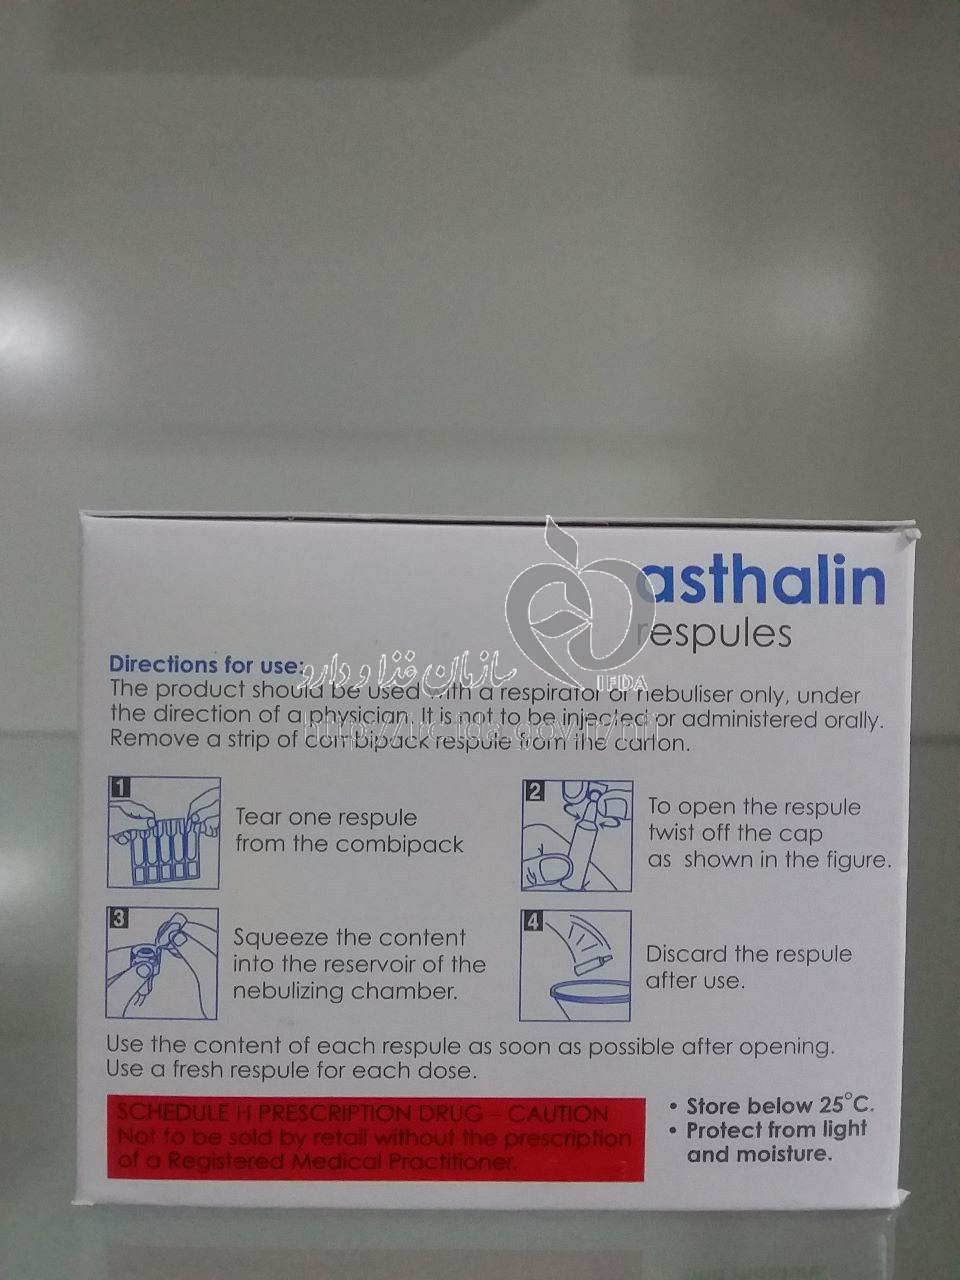 asthalin
respules
Directions for use:
سازمان غذا و دارو
IFDA
The product should be used with a respirator or nebuliser only, under
the direction of a physician. It is not to be injected or administered orally.
Remove a strip of combipack respule from the carton.
1
Tear one respule
from the combipack
2
To open the respule
twist off the cap
as shown in the figure.
3
Squeeze the content
into the reservoir of the
nebulizing chamber.
4
Discard the respule
after use.
Use the content of each respule as soon as possible after opening.
Use a fresh respule for each dose.
SCHEDULE H PRESCRIPTION DRUG – CAUTION
Not to be sold by retail without the prescription
of a Registered Medical Practitioner.
• Store below 25°C.
• Protect from light
and moisture.